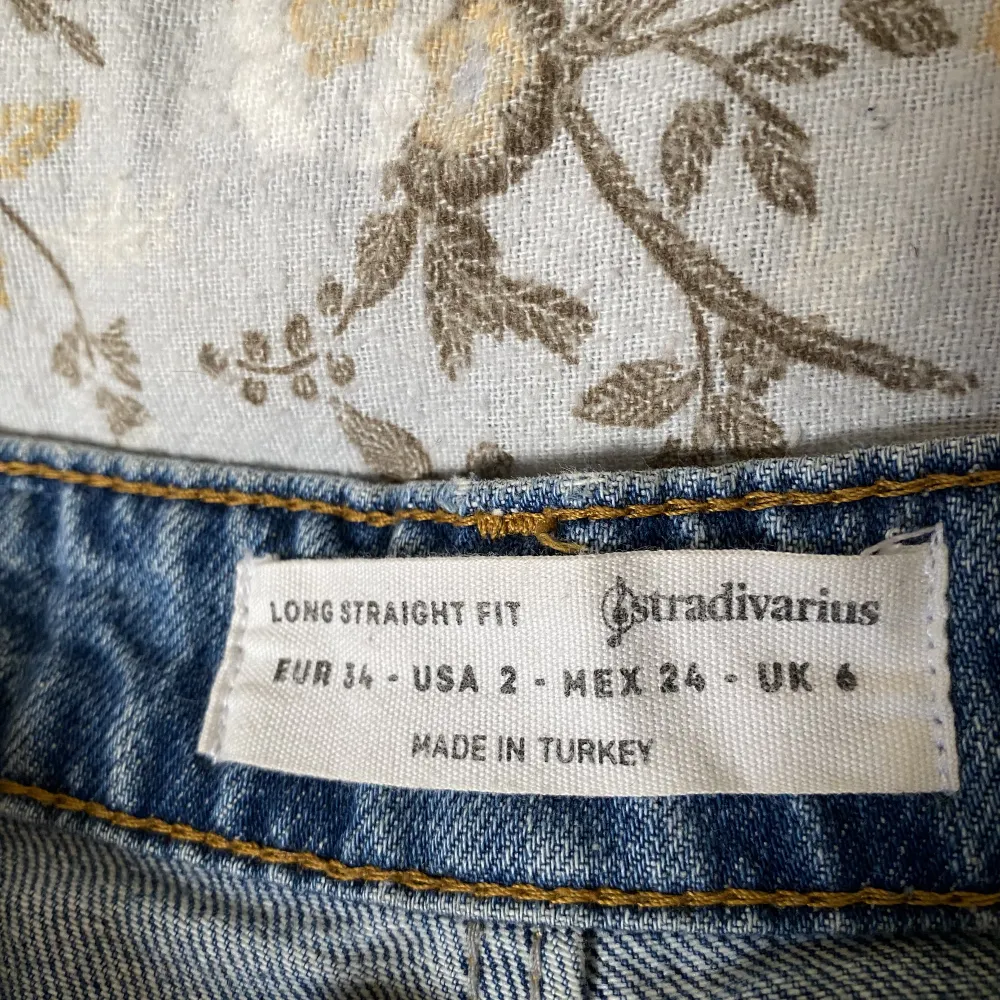 LONG STRAIGHT FIT stradivarius
EUR 34 - USA 2 - MEX 24 - UK 6
MADE IN TURKEY